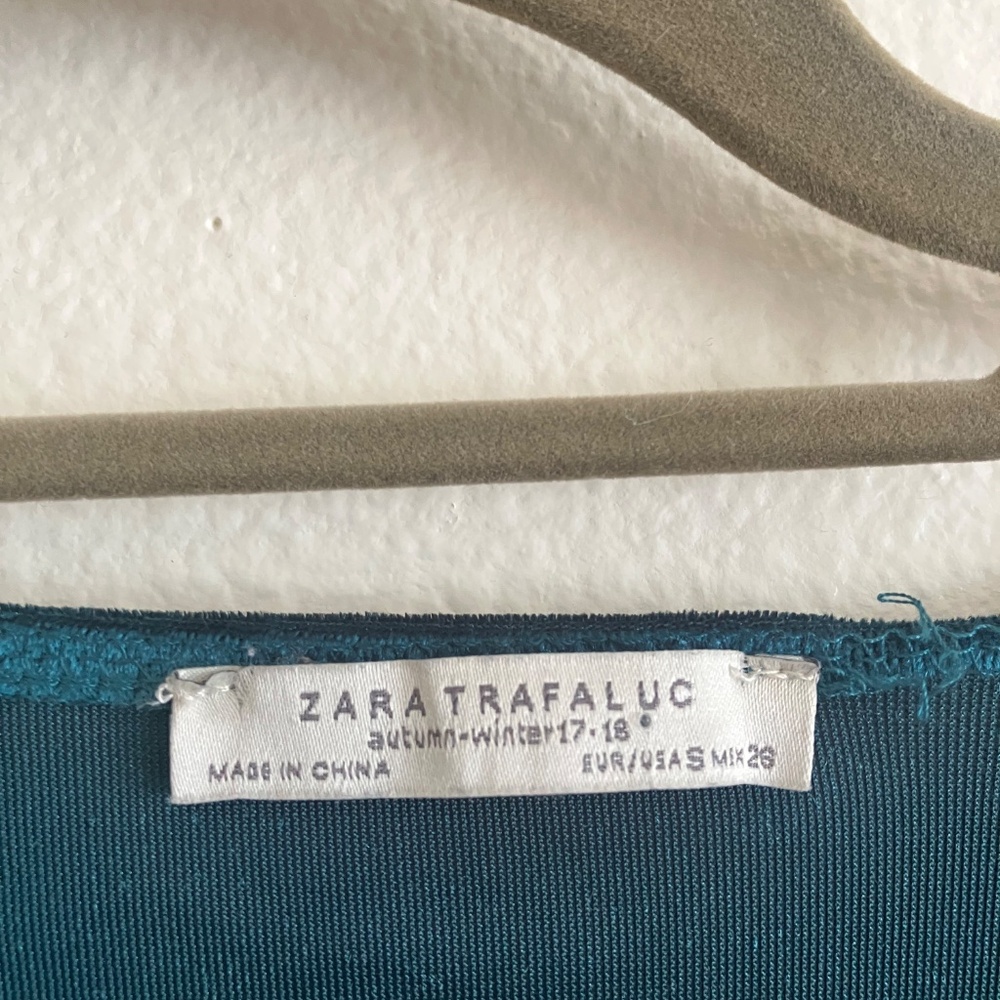 ZARA TRAFALUC
autumn-winter 17·18
MADE IN CHINA EUR/USA S MEX 26